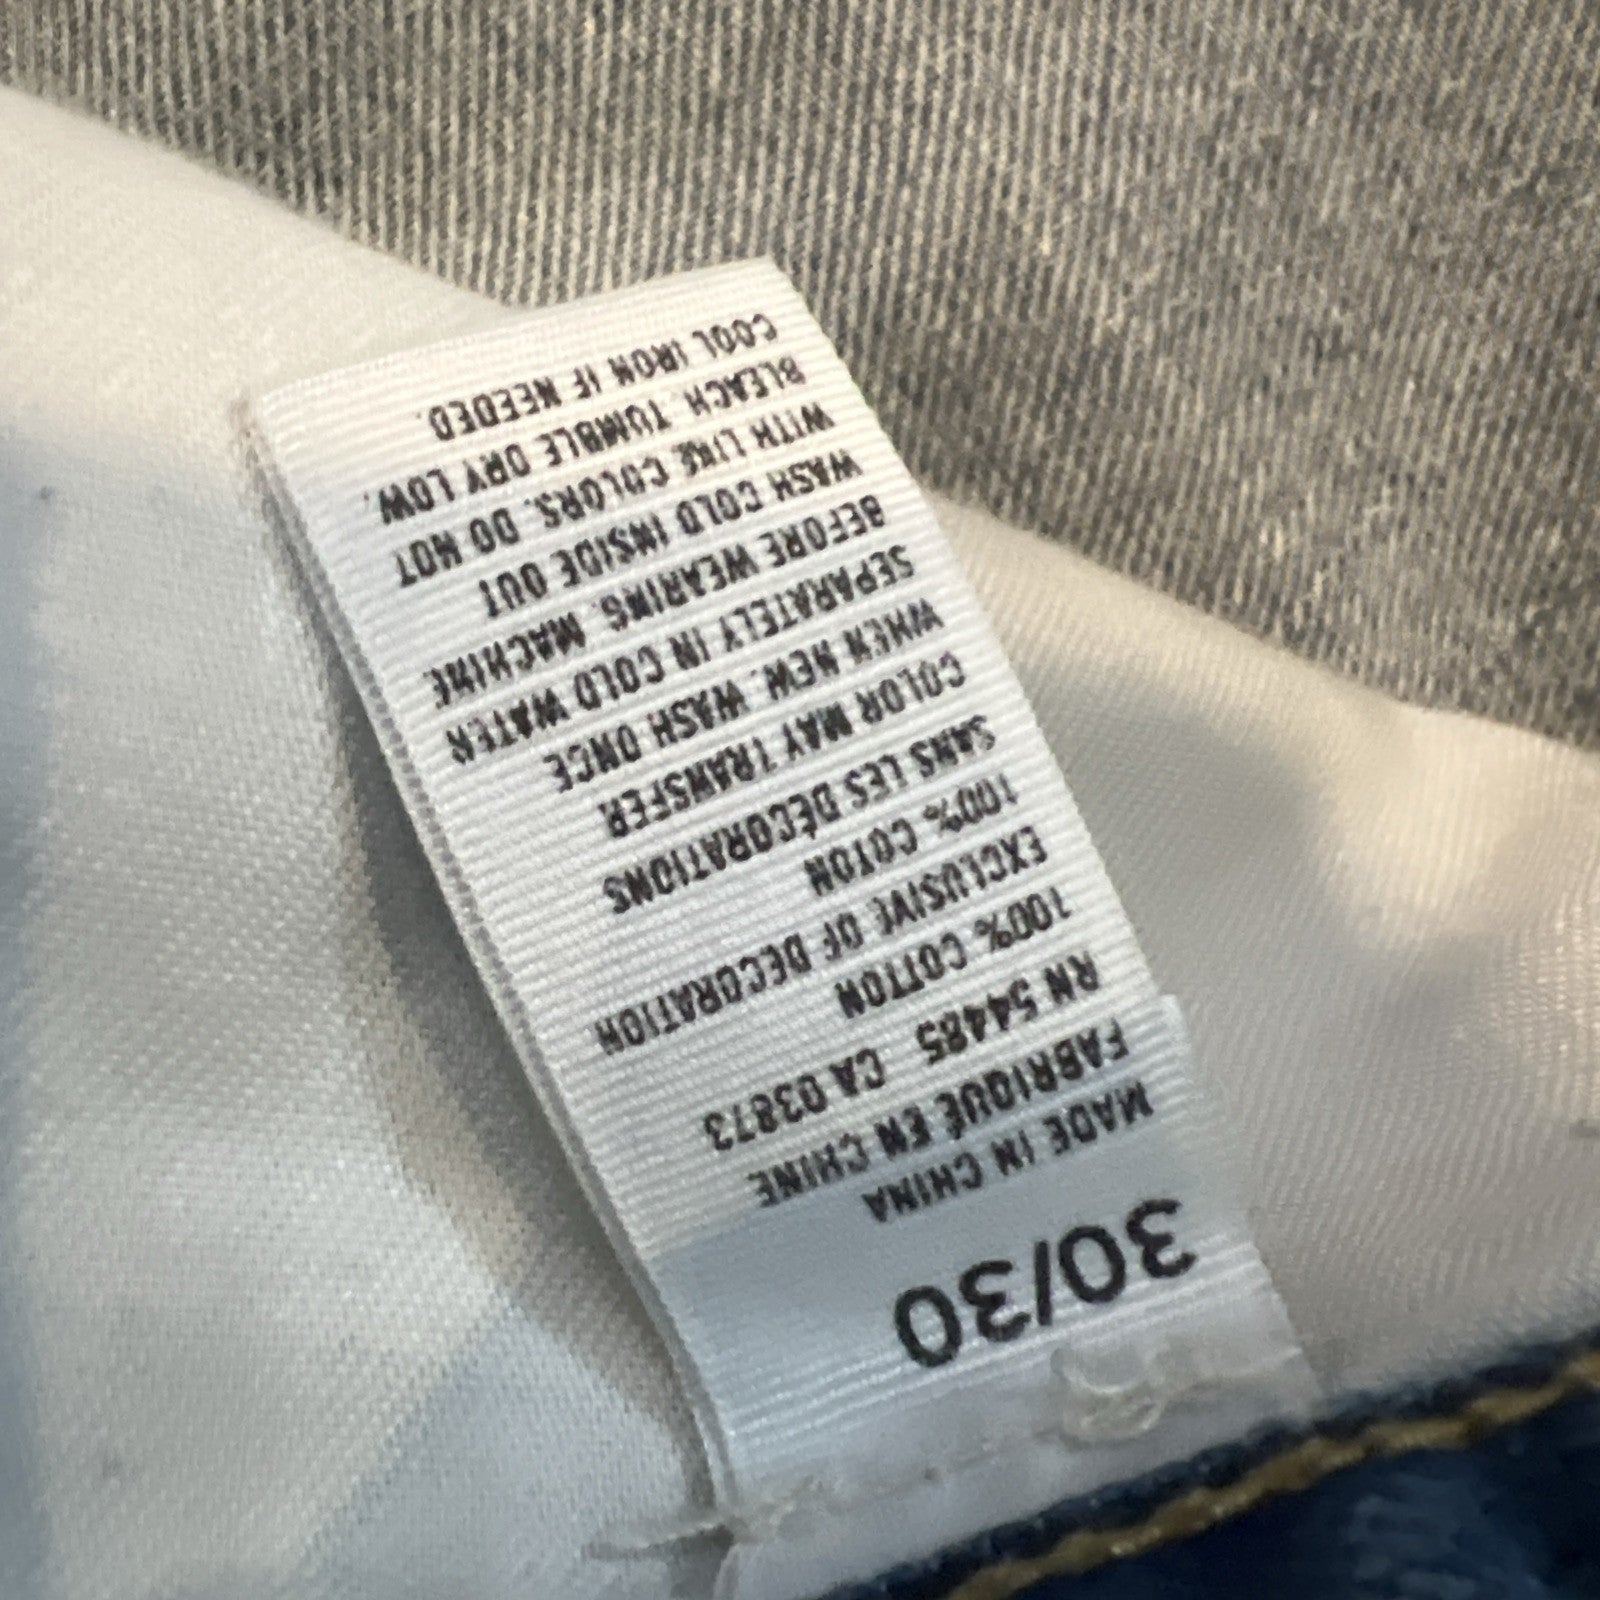 30/30
MADE IN CHINA
FABRIQUÉ EN CHINE
RN 54485 CA 03873
100% COTTON
EXCLUSIVE OF DECORATION
100% COTON
SANS LES DÉCORATIONS
COLOR MAY TRANSFER
WHEN NEW. WASH ONCE
SEPARATELY IN COLD WATER
BEFORE WEARING. MACHINE
WASH COLD INSIDE OUT
WITH LIKE COLORS. DO NOT
BLEACH. TUMBLE DRY LOW.
COOL IRON IF NEEDED.